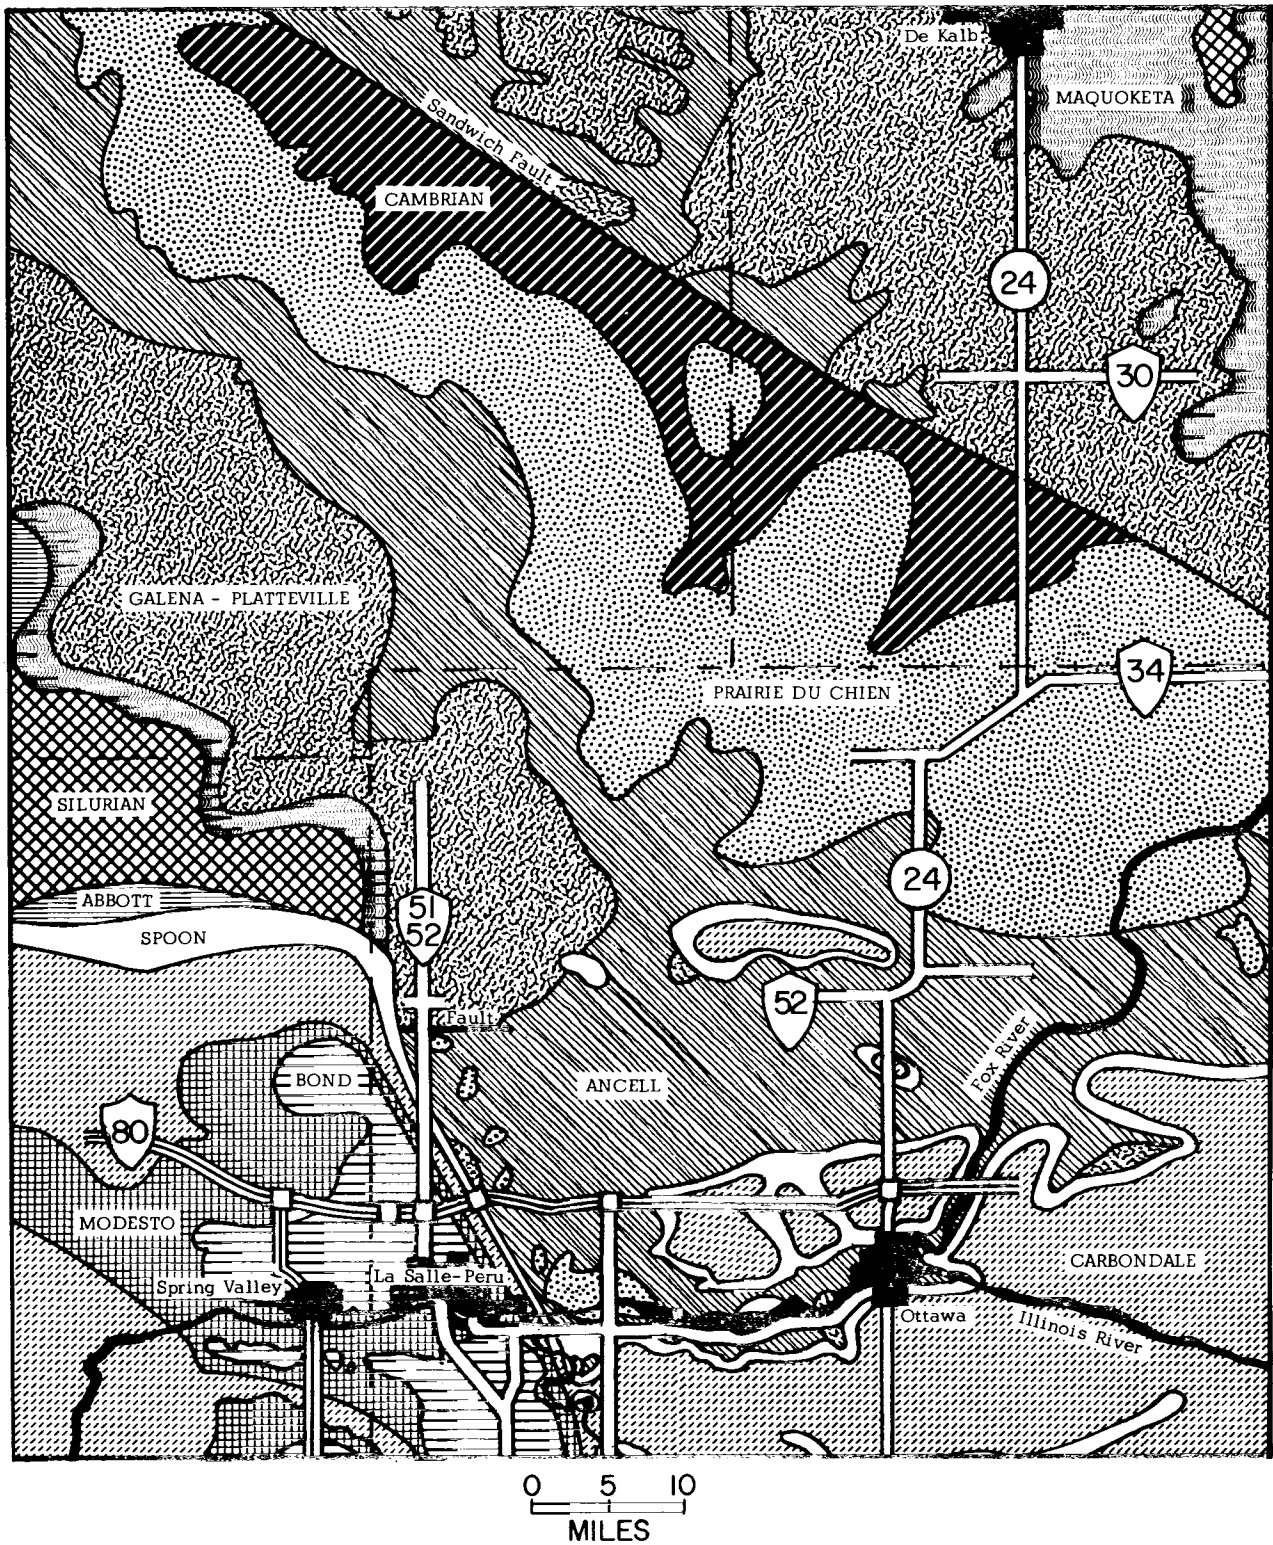 De Kalb
MAQUOKETA
Sandwich Fault
CAMBRIAN
24
30
GALENA - PLATTEVILLE
34
PRAIRIE DU CHIEN
SILURIAN
24
ABBOTT
51
52
SPOON
52
Fault
Fox River
BOND
ANCELL
80
MODESTO
CARBONDALE
La Salle-Peru
Spring Valley
Ottawa
Illinois River
0 5 10
MILES